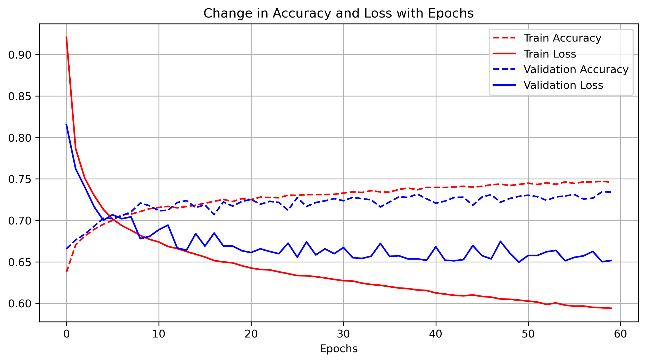 Change in Accuracy and Loss with Epochs
Train Accuracy
Train Loss
Validation Accuracy
Validation Loss
0.90
0.85
0.80
0.75
0.70
0.65
0.60
0 10 20 30 40 50 60
Epochs